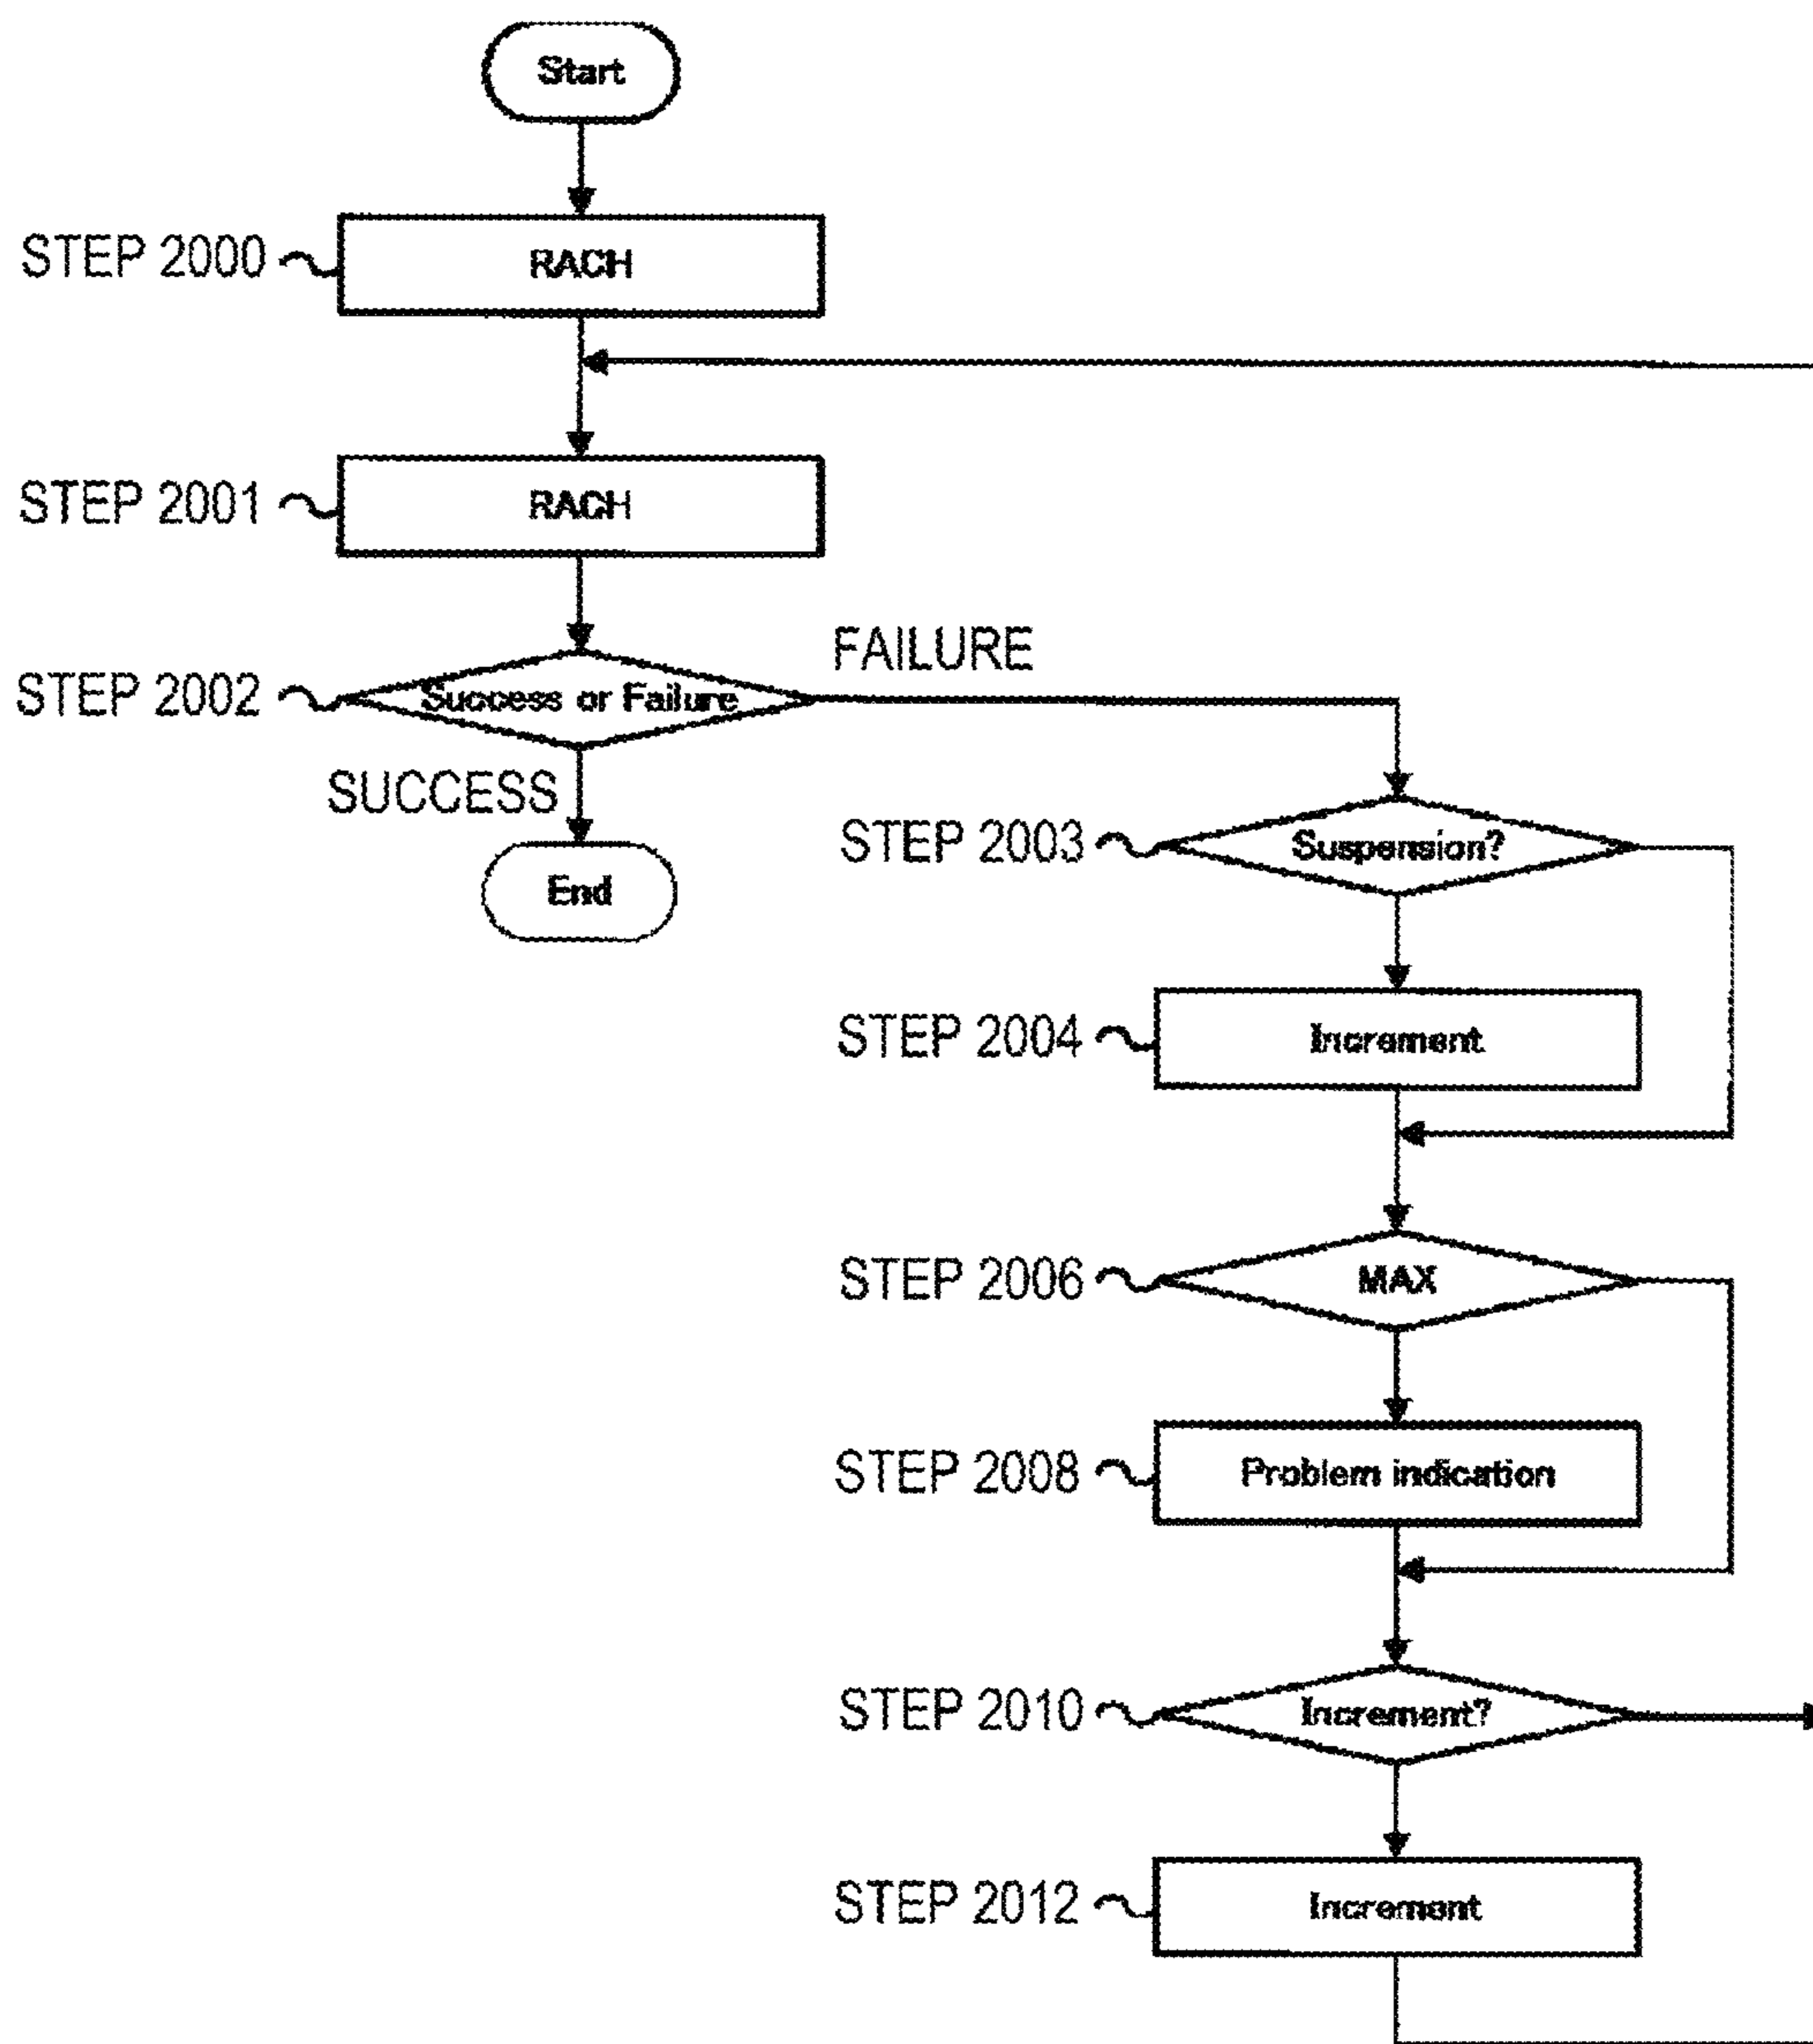 Start
STEP 2000
RACH
STEP 2001
RACH
STEP 2002
Success or Failure
FAILURE
SUCCESS
End
STEP 2003
Suspension?
STEP 2004
Increment
STEP 2006
MAX
STEP 2008
Problem indication
STEP 2010
Increment?
STEP 2012
Increment